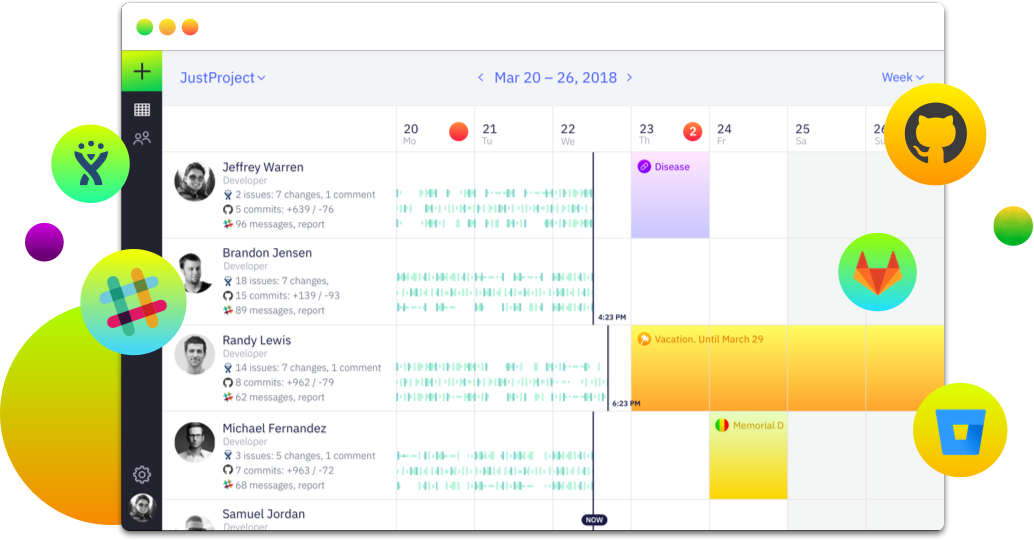 JustProject
Mar 20 – 26, 2018
Week
20
Mo
21
Tu
22
We
23
Th
2
24
Fr
25
Sa
26
Su
Jeffrey Warren
Developer
2 issues: 7 changes, 1 comment
5 commits: +639 / -76
96 messages, report
Disease
Brandon Jensen
Developer
18 issues: 7 changes,
15 commits: +139 / -93
89 messages, report
4:23 PM
Randy Lewis
Developer
14 issues: 7 changes, 1 comment
8 commits: +962 / -79
62 messages, report
6:23 PM
Vacation. Until March 29
Michael Fernandez
Developer
3 issues: 5 changes, 1 comment
7 commits: +963 / -72
68 messages, report
Memorial D
Samuel Jordan
Developer
NOW